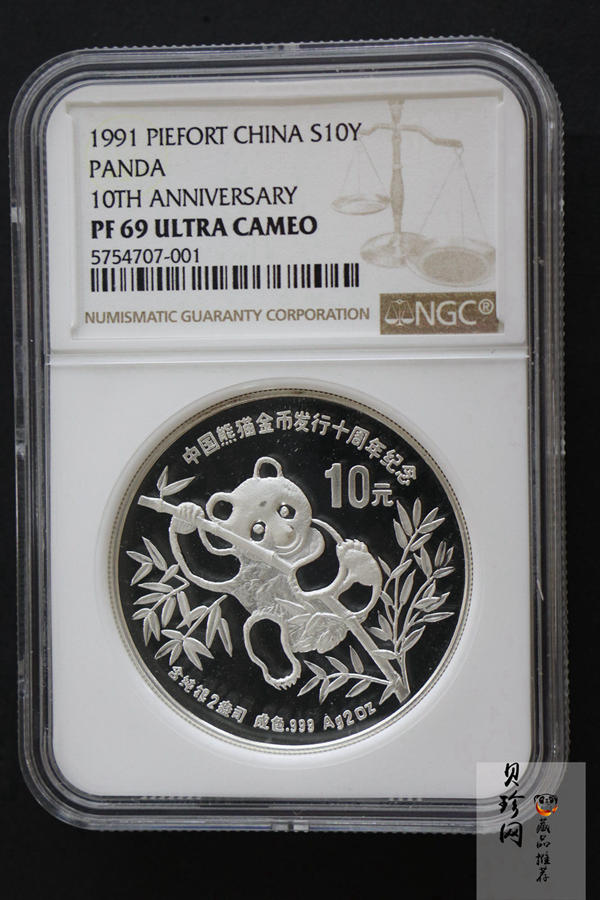 1991 PIEFORT CHINA S10Y
PANDA
10TH ANNIVERSARY
PF 69 ULTRA CAMEO
5754707-001
NUMISMATIC GUARANTY CORPORATION
NGC®
中国熊猫金币发行十周年纪念
10元
含纯银2盎司 成色.999 Ag2oz
贝珍网
藏品推荐